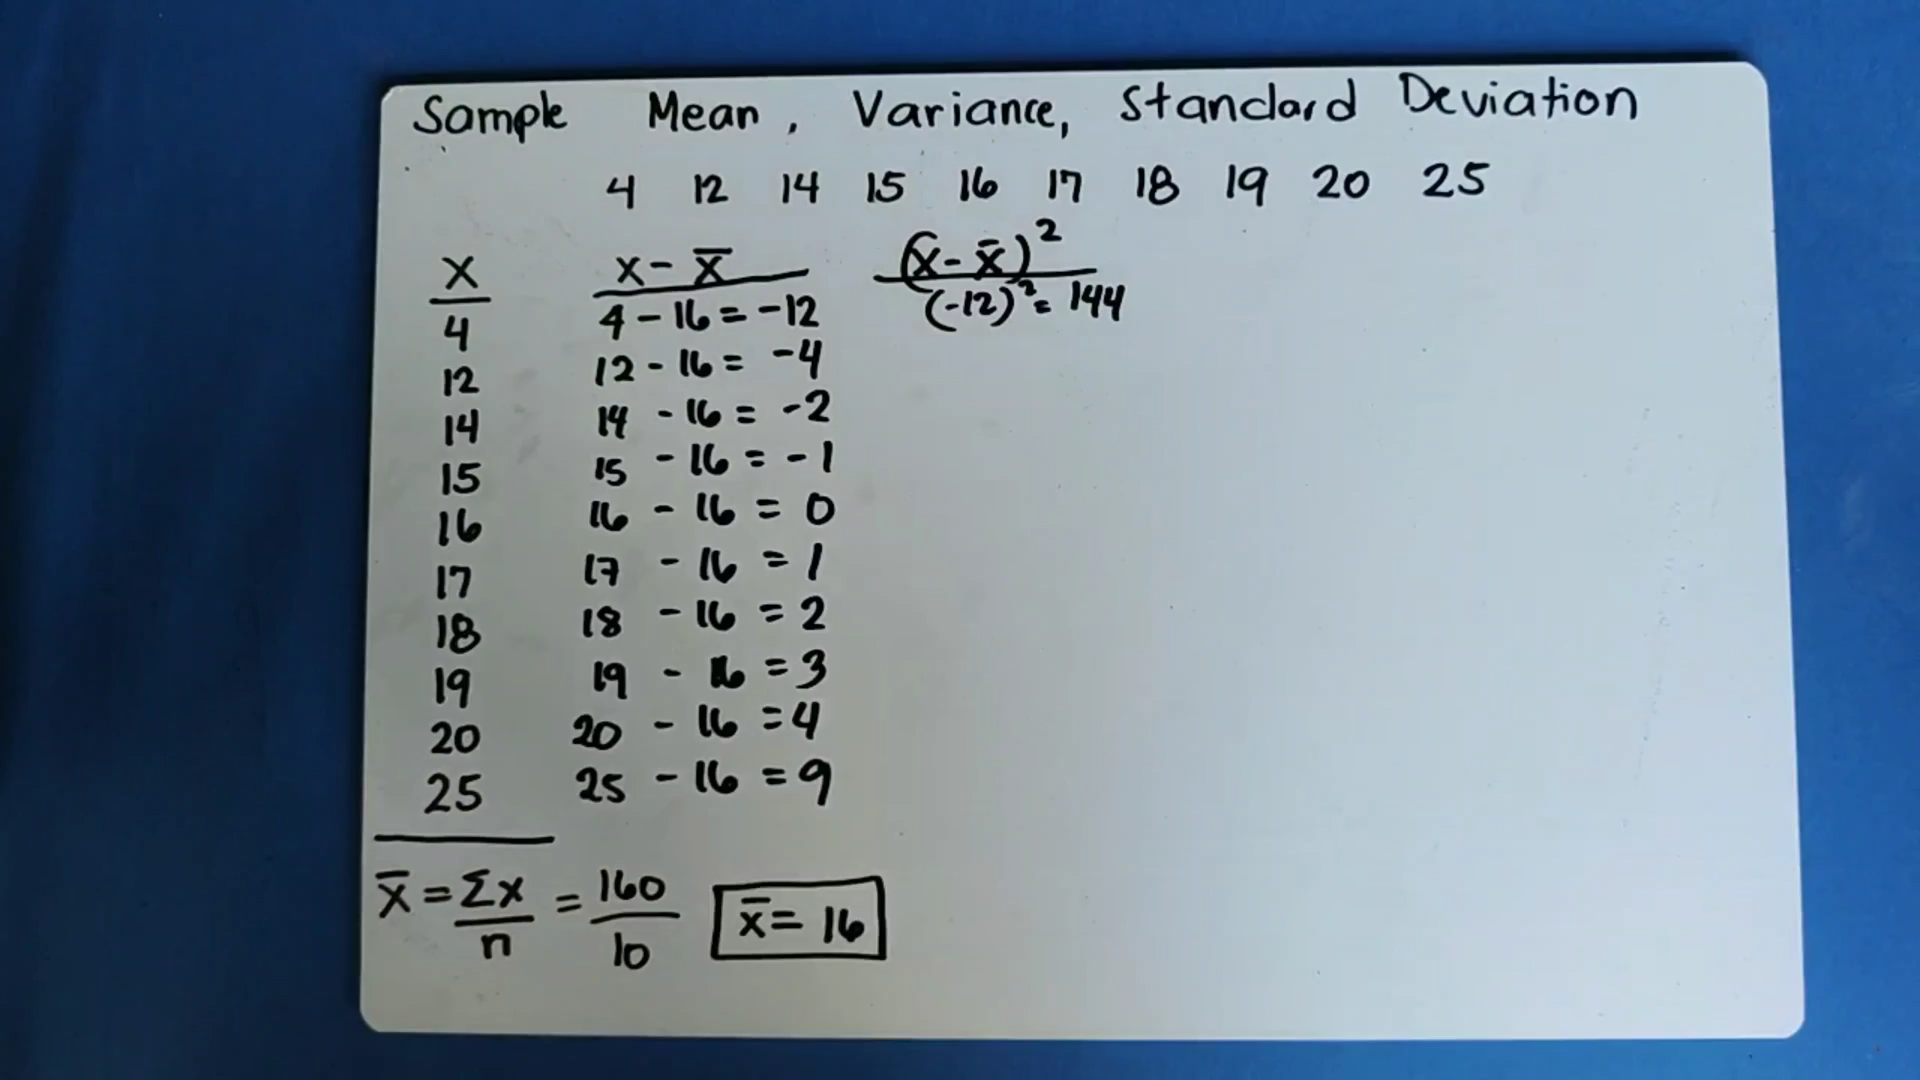 Sample Mean, Variance, Standard Deviation
4 12 14 15 16 17 18 19 20 25
x x - x̄ (x - x̄)²
4 4 - 16 = -12 (-12)² = 144
12 12 - 16 = -4
14 14 - 16 = -2
15 15 - 16 = -1
16 16 - 16 = 0
17 17 - 16 = 1
18 18 - 16 = 2
19 19 - 16 = 3
20 20 - 16 = 4
25 25 - 16 = 9
x̄ = Σx/n = 160/10 x̄ = 16